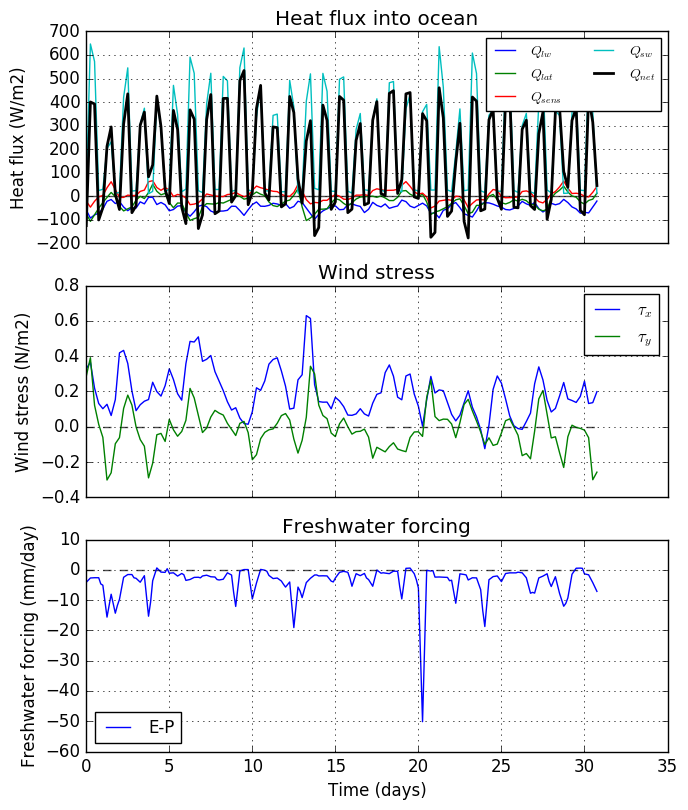 Heat flux into ocean
Heat flux (W/m2)
700
600
500
400
300
200
100
0
−100
−200
Q_lw
Q_lat
Q_sens
Q_sw
Q_net
Wind stress
Wind stress (N/m2)
0.8
0.6
0.4
0.2
0.0
−0.2
−0.4
τ_x
τ_y
Freshwater forcing
Freshwater forcing (mm/day)
10
0
−10
−20
−30
−40
−50
−60
E-P
0 5 10 15 20 25 30 35
Time (days)